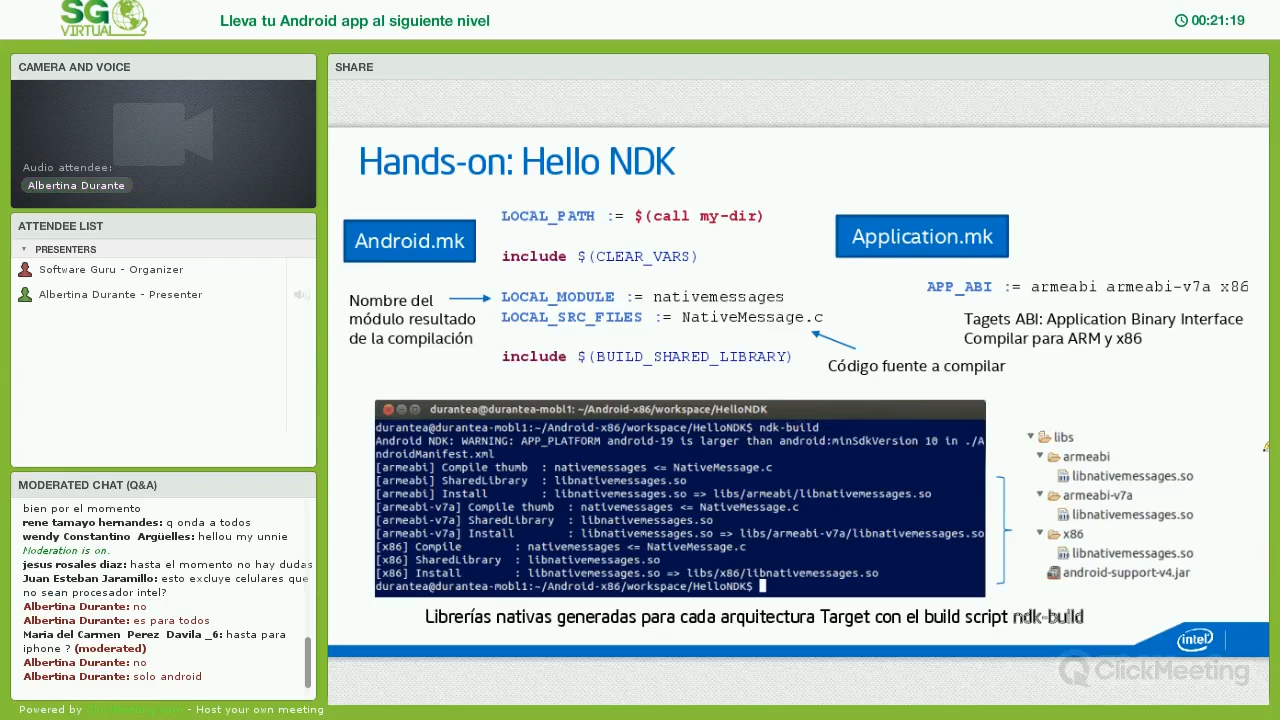 SG
VIRTUAL
Lleva tu Android app al siguiente nivel
00:21:19
CAMERA AND VOICE
Audio attendee:
Albertina Durante
ATTENDEE LIST
PRESENTERS
Software Guru - Organizer
Albertina Durante - Presenter
MODERATED CHAT (Q&A)
bien por el momento
rene tamayo hernandes: q onda a todos
wendy Constantino Argüelles: hellou my unnie
Moderation is on.
jesus rosales diaz: hasta el momento no hay dudas
Juan Esteban Jaramillo: esto excluye celulares que
no sean procesador intel?
Albertina Durante: no
Albertina Durante: es para todos
Maria del Carmen Perez Davila _6: hasta para
iphone ? (moderated)
Albertina Durante: no
Albertina Durante: solo android
Powered by - Host your own meeting
SHARE
Hands-on: Hello NDK
Android.mk
LOCAL_PATH := $(call my-dir)
include $(CLEAR_VARS)
LOCAL_MODULE := nativemessages
LOCAL_SRC_FILES := NativeMessage.c
include $(BUILD_SHARED_LIBRARY)
Nombre del
módulo resultado
de la compilación
Código fuente a compilar
Application.mk
APP_ABI := armeabi armeabi-v7a x86
Tagets ABI: Application Binary Interface
Compilar para ARM y x86
durantea@durantea-mobl1: ~/Android-x86/workspace/HelloNDK
durantea@durantea-mobl1:~/Android-x86/workspace/HelloNDK$ ndk-build
Android NDK: WARNING: APP_PLATFORM android-19 is larger than android:minSdkVersion 10 in ./A
ndroidManifest.xml
[armeabi] Compile thumb : nativemessages <= NativeMessage.c
[armeabi] SharedLibrary : libnativemessages.so
[armeabi] Install : libnativemessages.so => libs/armeabi/libnativemessages.so
[armeabi-v7a] Compile thumb : nativemessages <= NativeMessage.c
[armeabi-v7a] SharedLibrary : libnativemessages.so
[armeabi-v7a] Install : libnativemessages.so => libs/armeabi-v7a/libnativemessages.so
[x86] Compile : nativemessages <= NativeMessage.c
[x86] SharedLibrary : libnativemessages.so
[x86] Install : libnativemessages.so => libs/x86/libnativemessages.so
durantea@durantea-mobl1:~/Android-x86/workspace/HelloNDK$
libs
armeabi
libnativemessages.so
armeabi-v7a
libnativemessages.so
x86
libnativemessages.so
android-support-v4.jar
Librerías nativas generadas para cada arquitectura Target con el build script ndk-build
intel
ClickMeeting